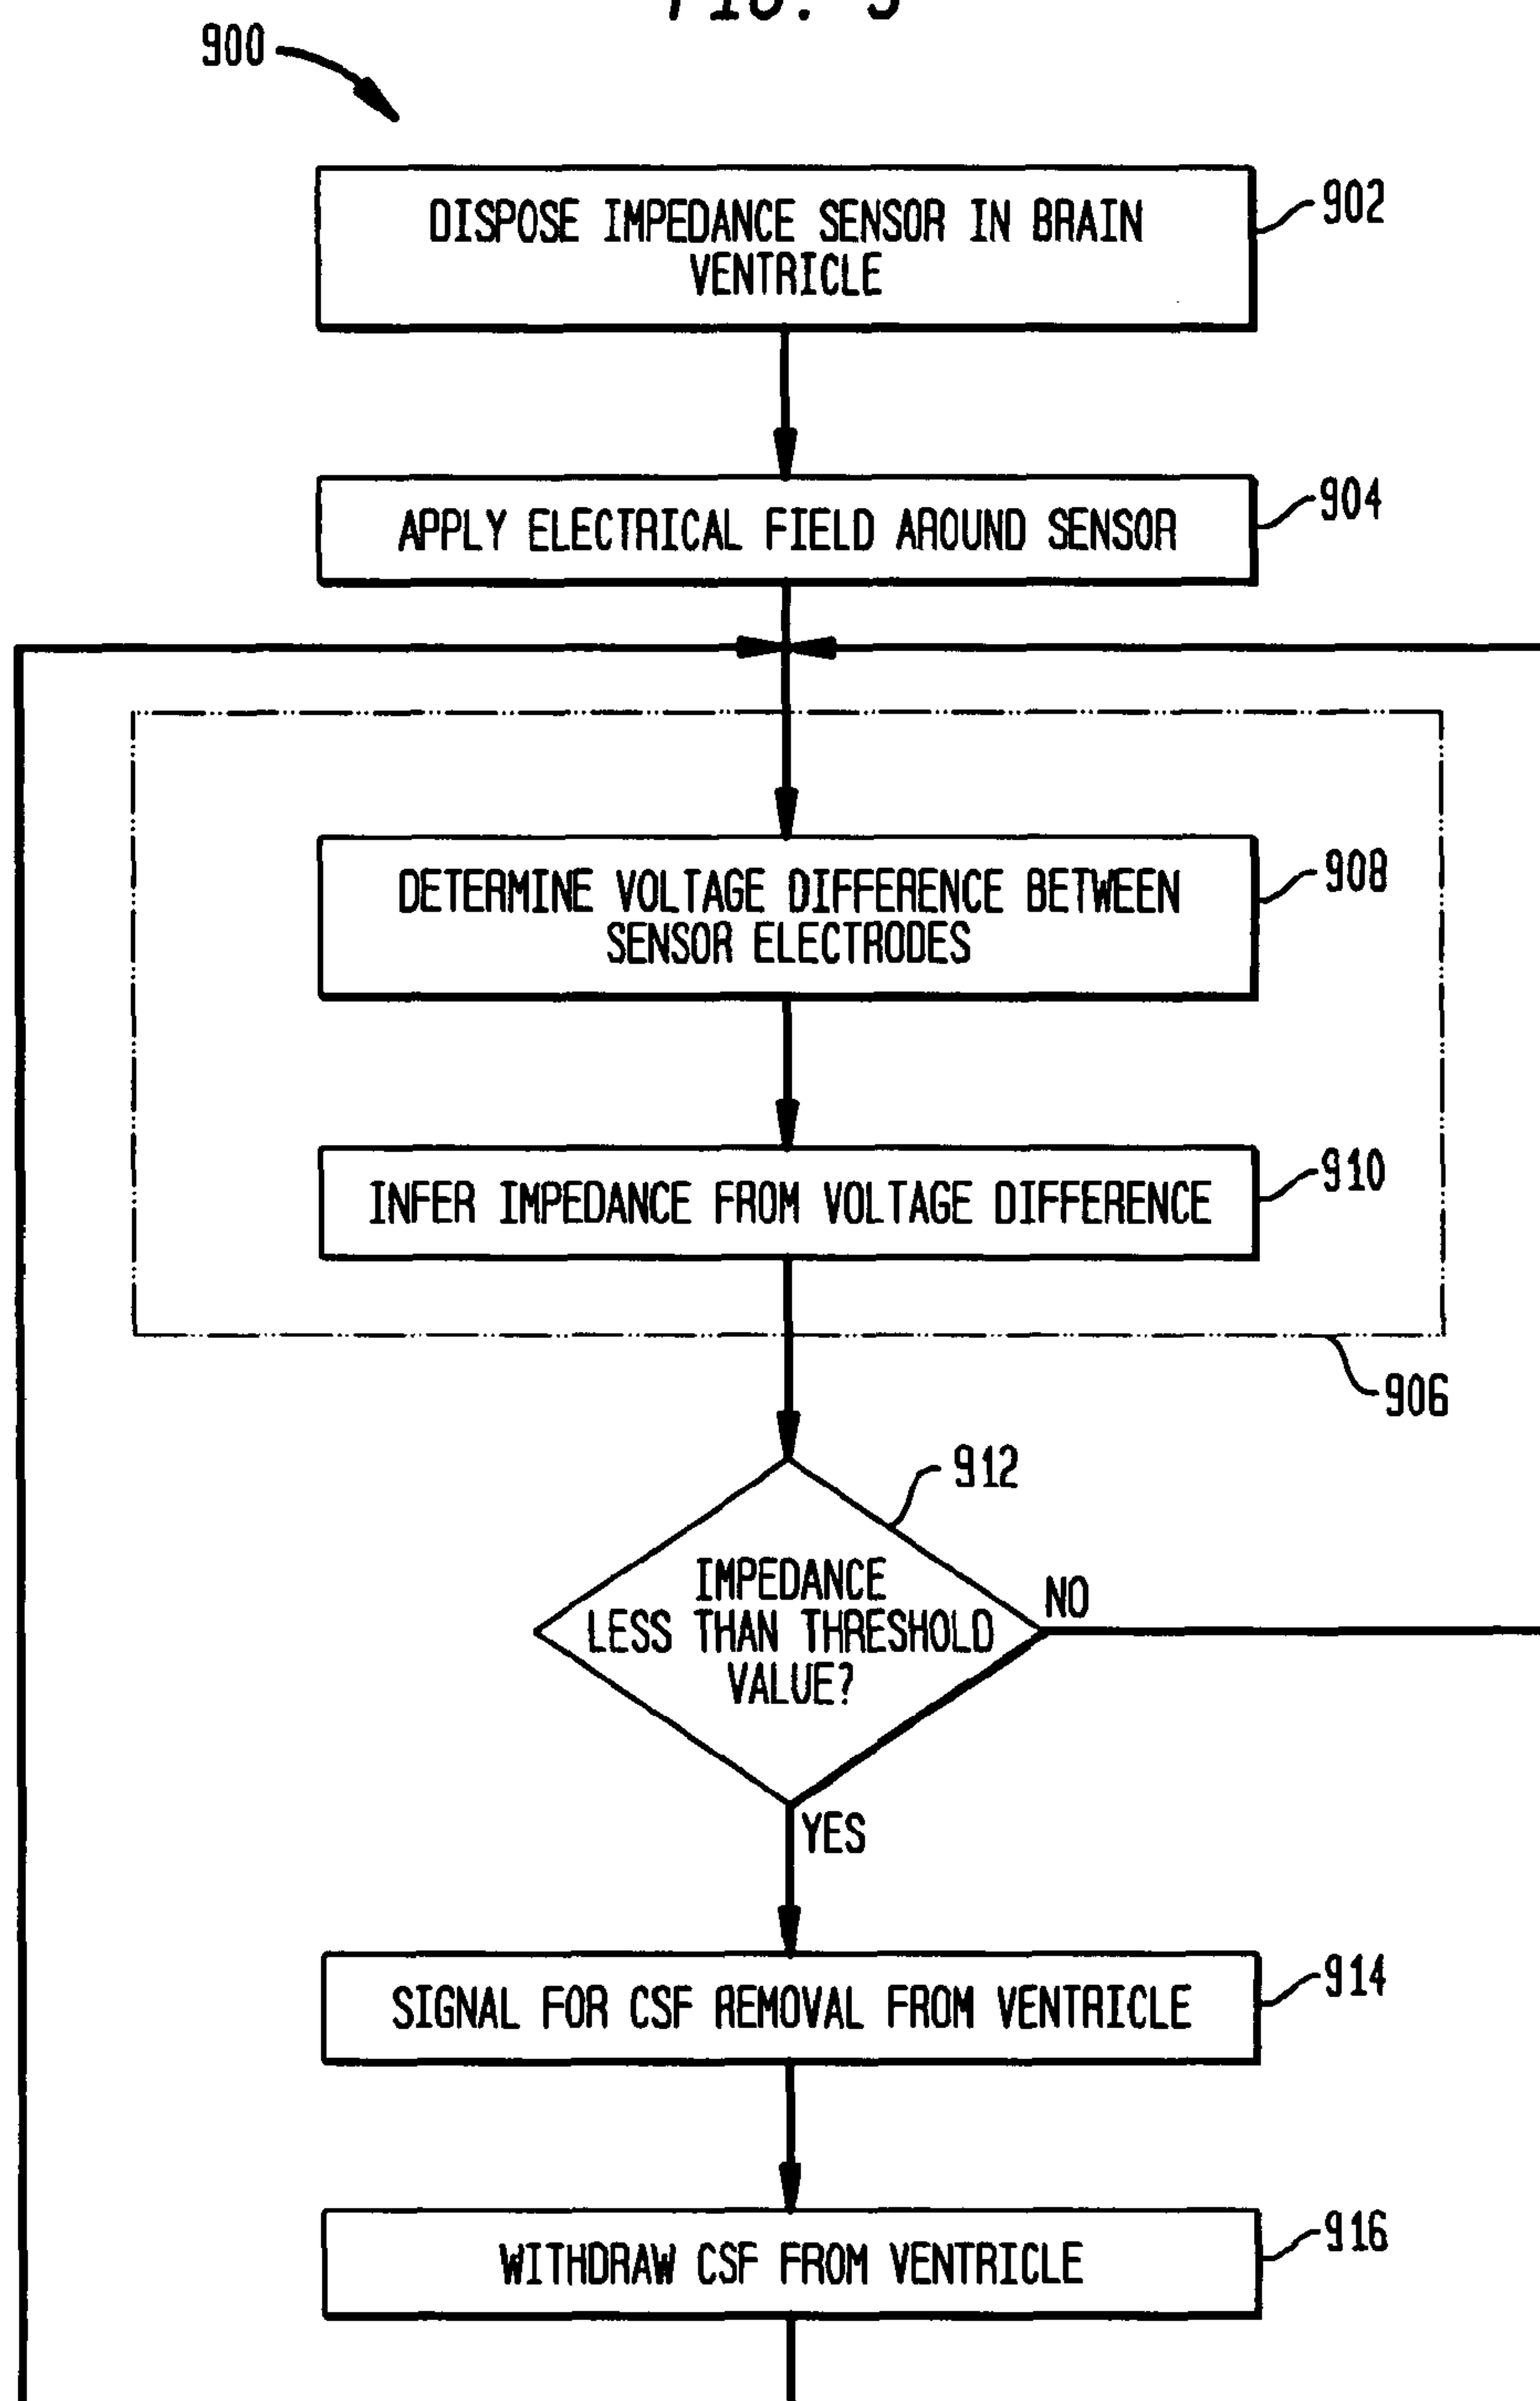 900
DISPOSE IMPEDANCE SENSOR IN BRAIN
VENTRICLE
902
APPLY ELECTRICAL FIELD AROUND SENSOR
904
DETERMINE VOLTAGE DIFFERENCE BETWEEN
SENSOR ELECTRODES
908
INFER IMPEDANCE FROM VOLTAGE DIFFERENCE
910
906
912
IMPEDANCE
LESS THAN THRESHOLD
VALUE?
NO
YES
SIGNAL FOR CSF REMOVAL FROM VENTRICLE
914
WITHDRAW CSF FROM VENTRICLE
916